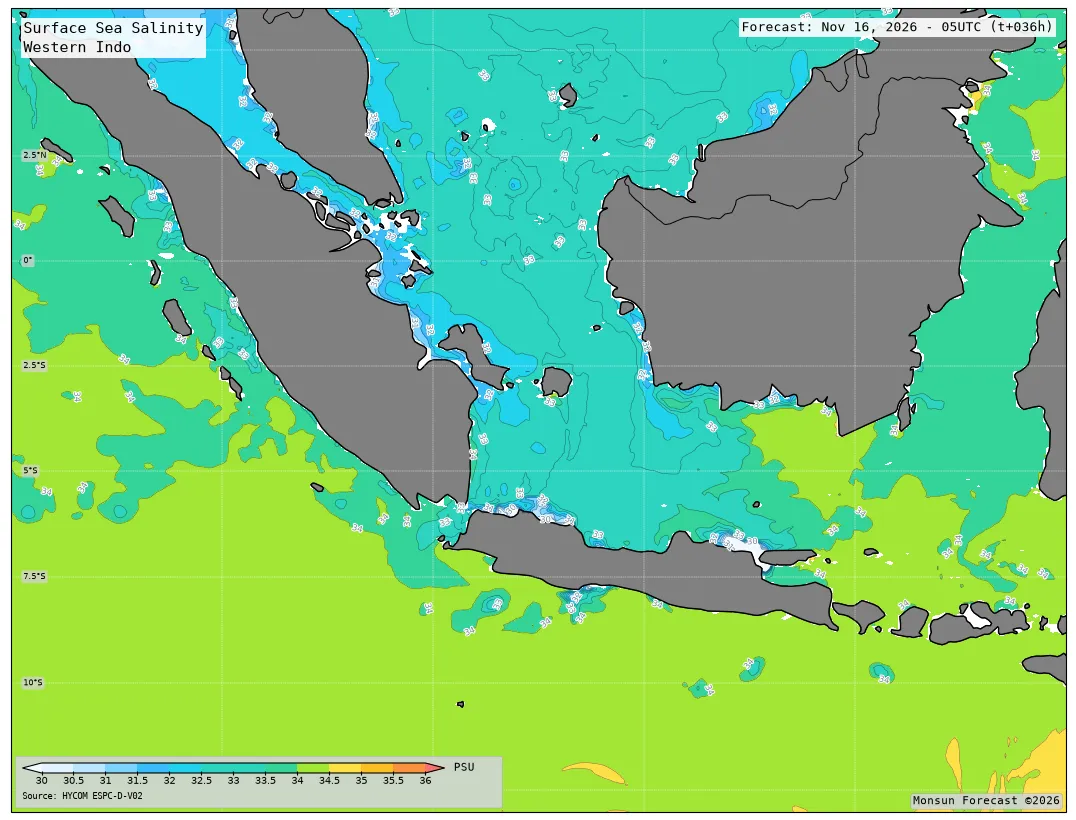 Surface Sea Salinity
Western Indo
Forecast: Nov 16, 2026 - 05UTC (t+036h)
2.5°N
0°
2.5°S
5°S
7.5°S
10°S
PSU
30 30.5 31 31.5 32 32.5 33 33.5 34 34.5 35 35.5 36
Source: HYCOM ESPC-D-V02
Monsun Forecast ©2026